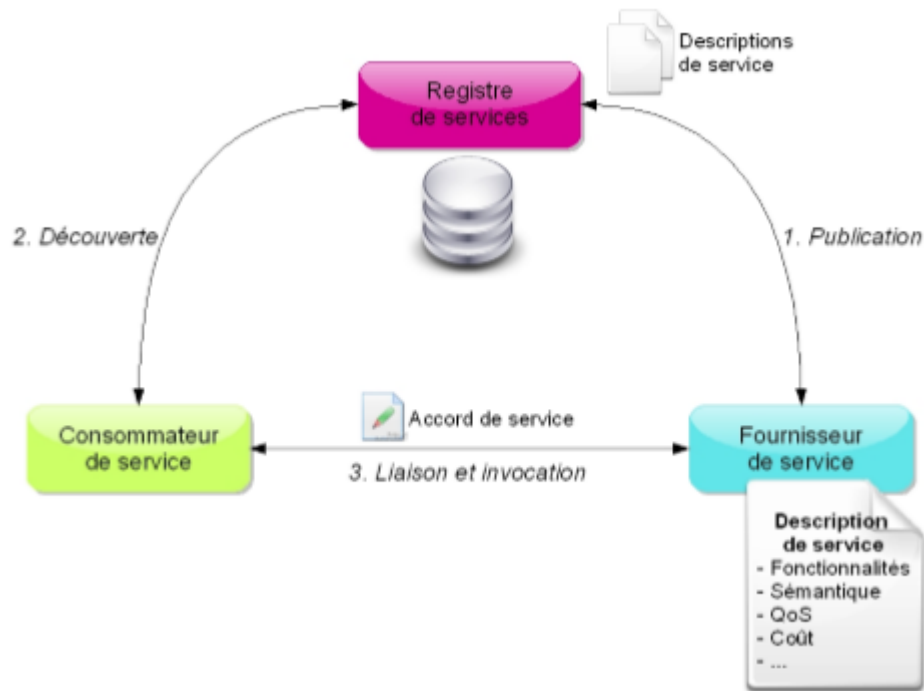 Descriptions
de service
Registre
de services
2. Découverte
1. Publication
Consommateur
de service
Accord de service
3. Liaison et invocation
Fournisseur
de service
Description
de service
- Fonctionnalités
- Sémantique
- QoS
- Coût
- ...